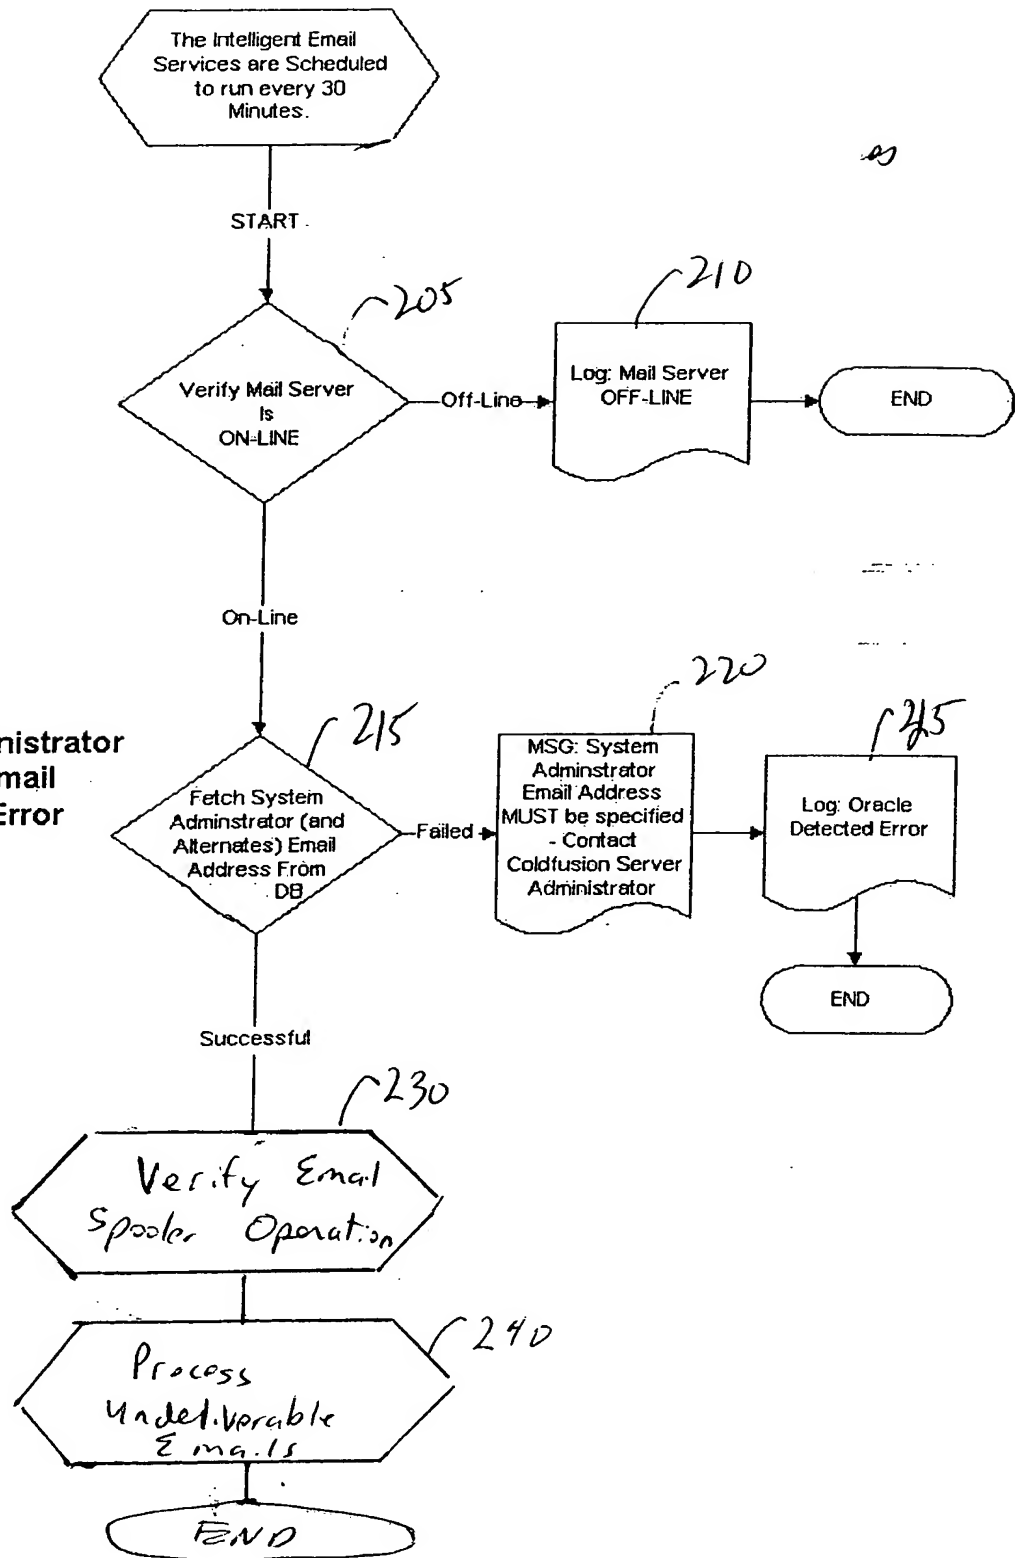 The Intelligent Email
Services are Scheduled
to run every 30
Minutes.
START
205
Verify Mail Server
Is
ON-LINE
Off-Line
210
Log: Mail Server
OFF-LINE
END
On-Line
nistrator
mail
Error
215
Fetch System
Adminstrator (and
Alternates) Email
Address From
DB
Failed
220
MSG: System
Adminstrator
Email Address
MUST be specified
- Contact
Coldfusion Server
Administrator
Log: Oracle
Detected Error
END
Successful
230
Verify Email
Spooler Operation
240
Process
Undeliverable
Emails
END